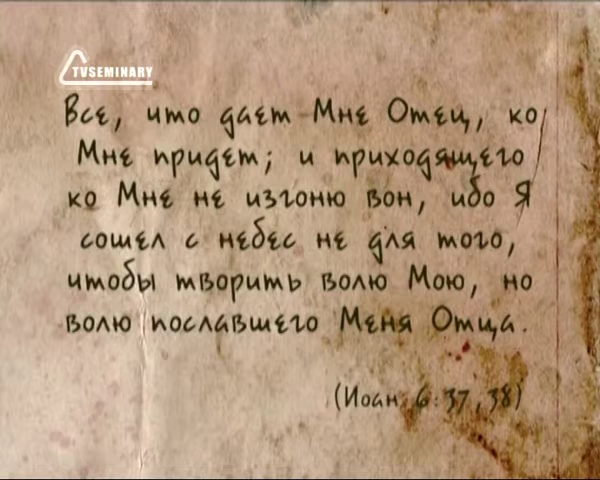 TVSEMINARY
Все, что дает Мне Отец, ко
Мне придет; и приходящего
ко Мне не изгоню вон, ибо Я
сошел с небес не для того,
чтобы творить волю Мою, но
волю пославшего Меня Отца.
(Иоан. 6:37, 38)